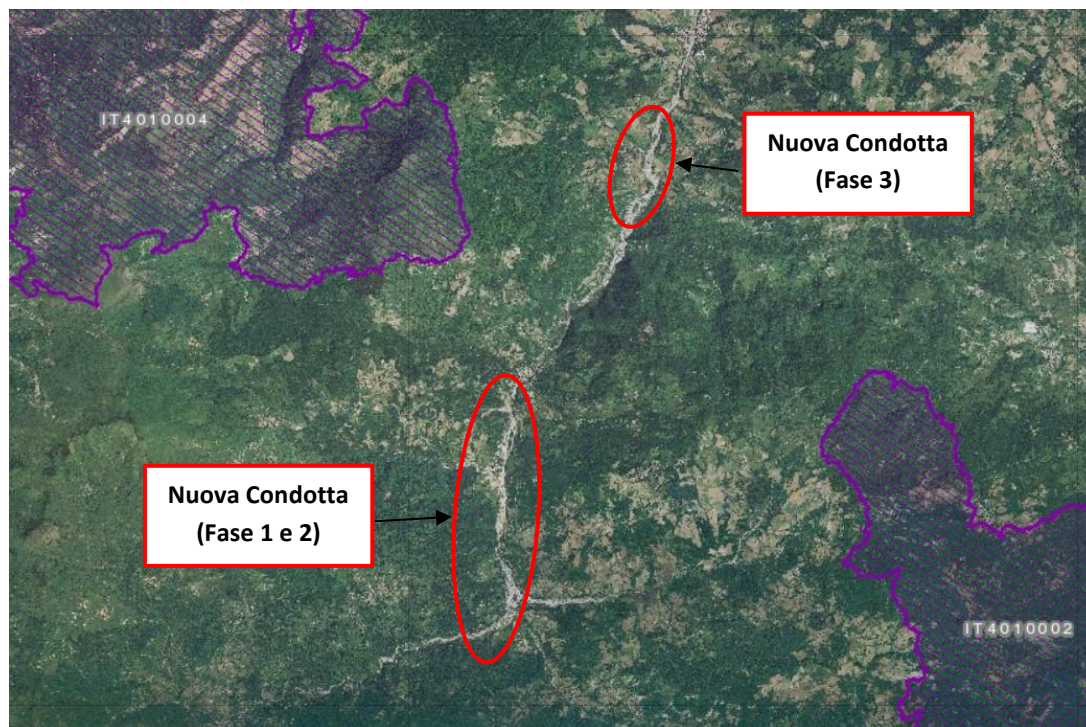 IT4010004
Nuova Condotta
(Fase 3)
Nuova Condotta
(Fase 1 e 2)
IT4010002